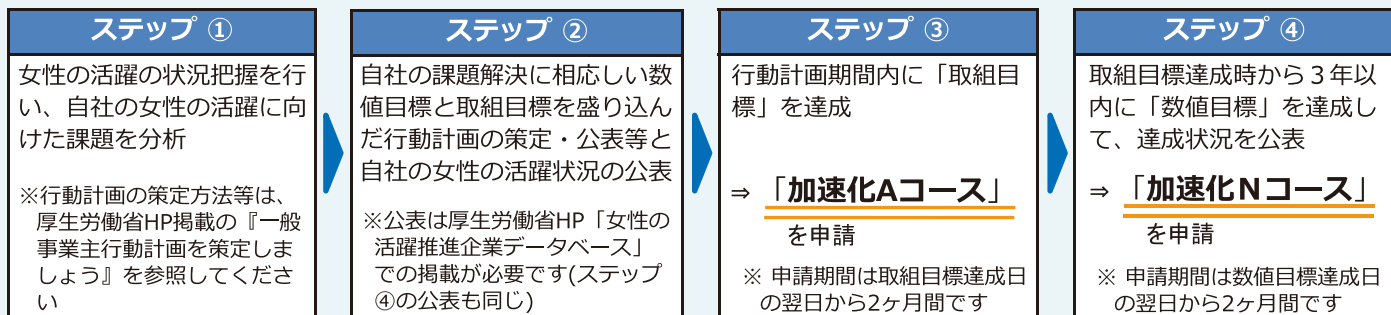 ステップ ①
女性の活躍の状況把握を行
い、自社の女性の活躍に向
けた課題を分析
※行動計画の策定方法等は、
厚生労働省HP掲載の『一般
事業主行動計画を策定しま
しょう』を参照してくださ
い
ステップ ②
自社の課題解決に相応しい数
値目標と取組目標を盛り込ん
だ行動計画の策定・公表等と
自社の女性の活躍状況の公表
※公表は厚生労働省HP「女性の
活躍推進企業データベース」
での掲載が必要です(ステップ
④の公表も同じ)
ステップ ③
行動計画期間内に「取組目
標」を達成
⇒ 「加速化Aコース」
を申請
※ 申請期間は取組目標達成日
の翌日から2ヶ月間です
ステップ ④
取組目標達成時から３年以
内に「数値目標」を達成し
て、達成状況を公表
⇒ 「加速化Ｎコース」
を申請
※ 申請期間は数値目標達成日
の翌日から2ヶ月間です